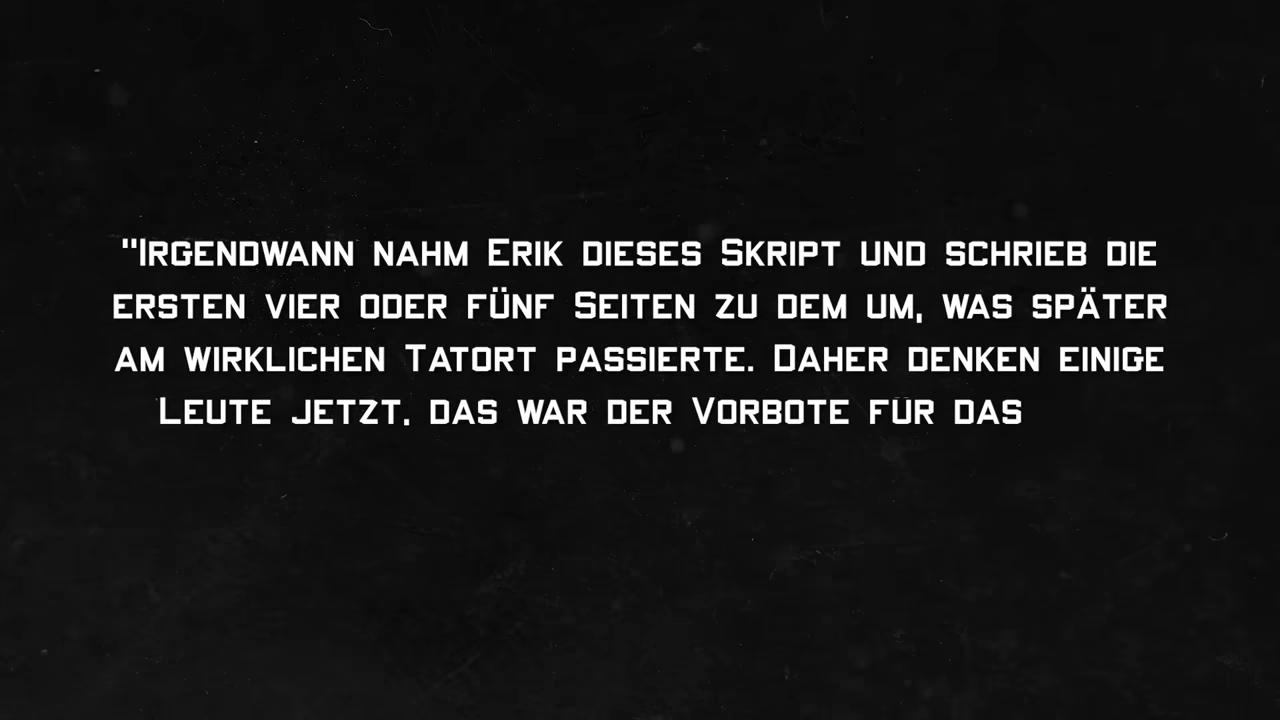 "Irgendwann nahm Erik dieses Skript und schrieb die
ersten vier oder fünf Seiten zu dem um, was später
am wirklichen Tatort passierte. Daher denken einige
Leute jetzt, das war der Vorbote für das